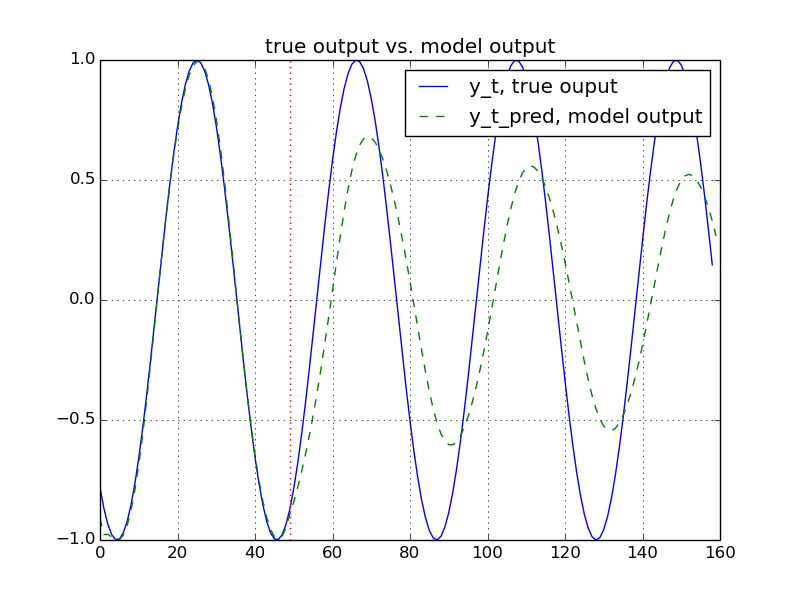 true output vs. model output
1.0
y_t, true ouput
y_t_pred, model output
0.5
0.0
−0.5
−1.0
0 20 40 60 80 100 120 140 160